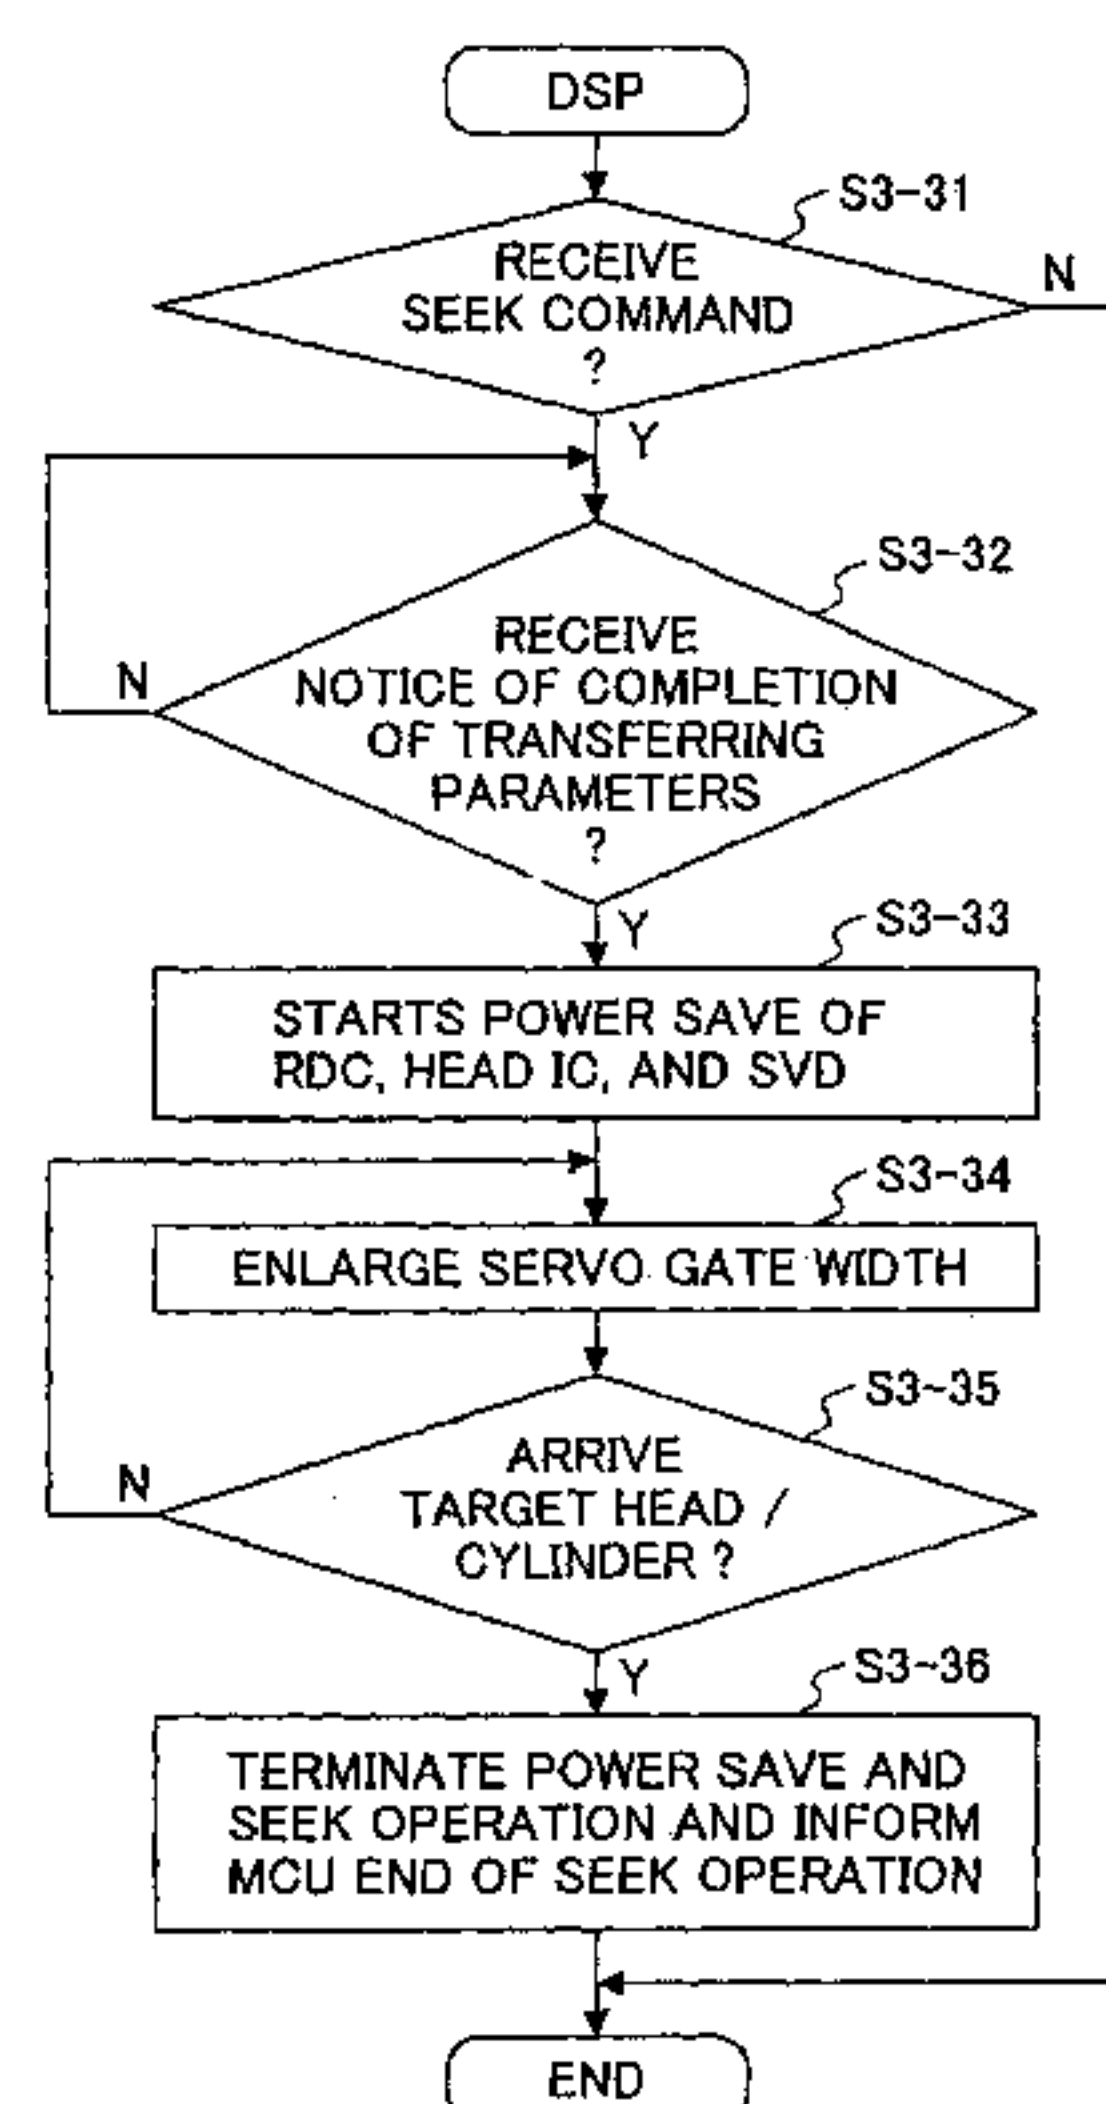 DSP
S3-31
RECEIVE
SEEK COMMAND
?
N
Y
S3-32
RECEIVE
NOTICE OF COMPLETION
OF TRANSFERRING
PARAMETERS
?
N
Y
S3-33
STARTS POWER SAVE OF
RDC, HEAD IC, AND SVD
S3-34
ENLARGE SERVO GATE WIDTH
S3-35
ARRIVE
TARGET HEAD /
CYLINDER ?
N
Y
S3-36
TERMINATE POWER SAVE AND
SEEK OPERATION AND INFORM
MCU END OF SEEK OPERATION
END